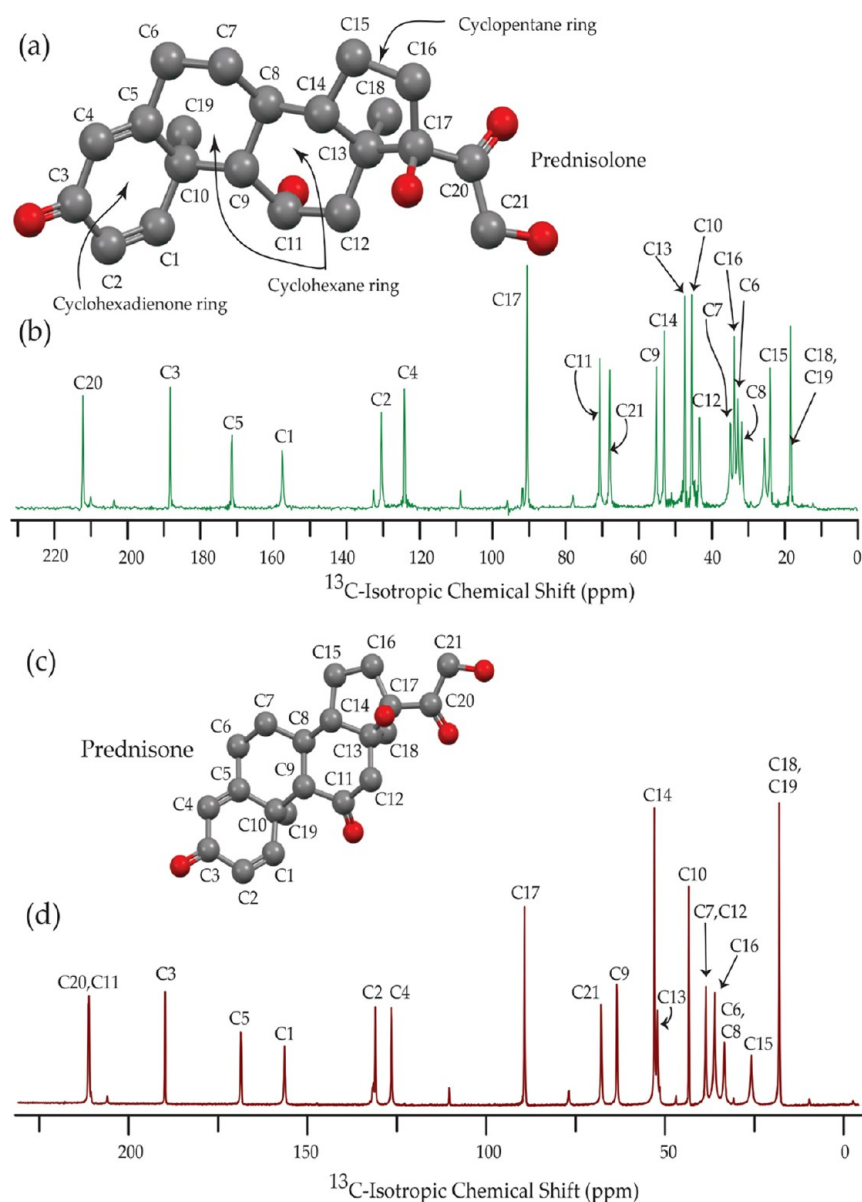 (a)
Cyclopentane ring
C15
C16
C6
C7
C8
C14
C18
C5
C19
C4
C17
C13
Prednisolone
C3
C10
C9
C20
C21
C11
C12
C2
C1
Cyclohexadienone ring
Cyclohexane ring
(b)
C10
C13
C16
C6
C17
C7
C14
C15
C11
C9
C18,
C19
C20
C3
C4
C8
C12
C2
C21
C5
C1
220
200
180
160
140
120
100
80
60
40
20
0
13C-Isotropic Chemical Shift (ppm)
(c)
C16
C21
C15
C17
C7
C14
C20
Prednisone
C6
C8
C13
C18
C9
C11
C5
C12
C4
C10
C19
C3
C1
C2
C18,
C19
C14
C10
(d)
C17
C7,C12
C16
C20,C11
C3
C2
C4
C21
C9
C13
C6,
C8
C5
C1
C15
200
150
100
50
0
13C-Isotropic Chemical Shift (ppm)